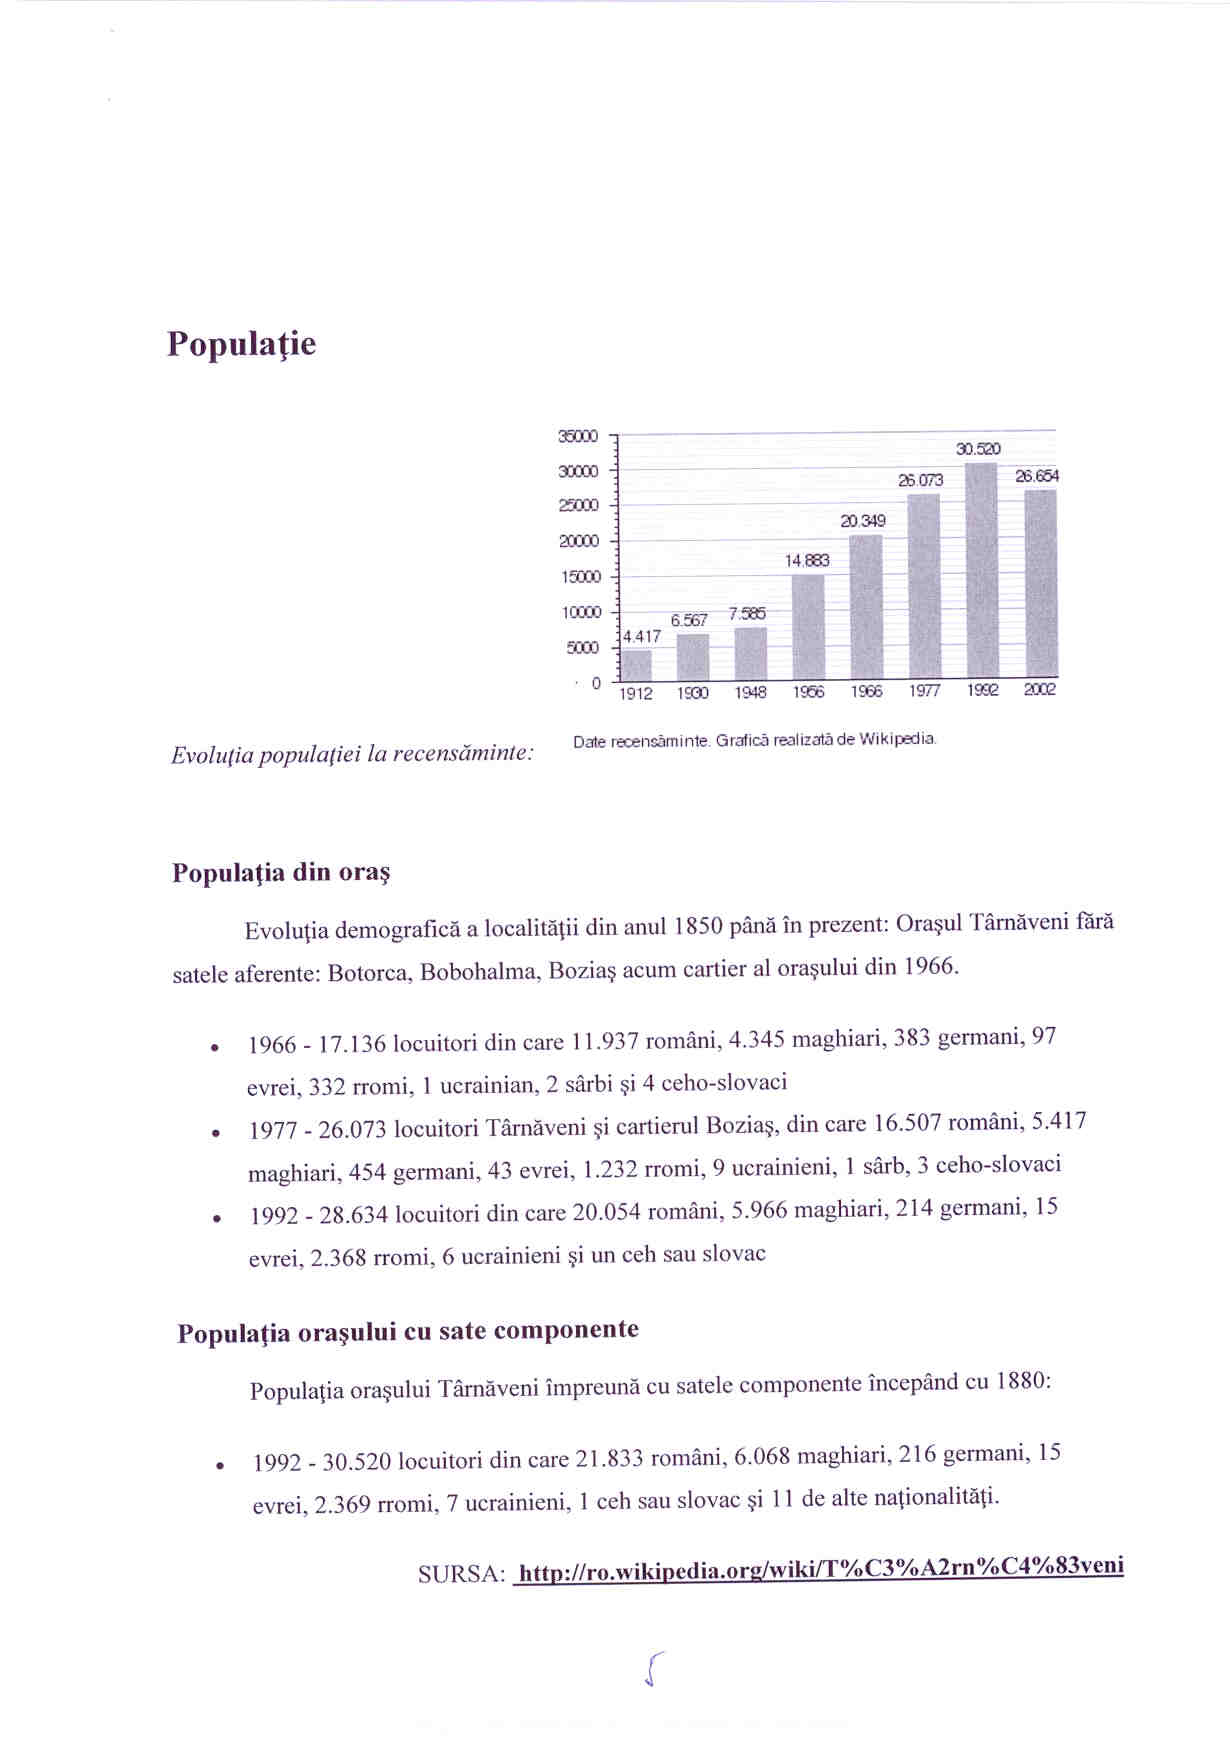 Populaţie
35000
30000
25000
20000
15000
10000
5000
0
4.417
6.567
7.585
14.883
20.349
26.073
30.520
26.654
1912 1930 1948 1956 1966 1977 1992 2002
Date recensăminte. Grafică realizată de Wikipedia.
Evoluţia populaţiei la recensăminte:
Populaţia din oraş
Evoluţia demografică a localităţii din anul 1850 până în prezent: Oraşul Târnăveni fără
satele aferente: Botorca, Bobohalma, Boziaş acum cartier al oraşului din 1966.
• 1966 - 17.136 locuitori din care 11.937 români, 4.345 maghiari, 383 germani, 97
evrei, 332 rromi, 1 ucrainian, 2 sârbi şi 4 ceho-slovaci
• 1977 - 26.073 locuitori Târnăveni şi cartierul Boziaş, din care 16.507 români, 5.417
maghiari, 454 germani, 43 evrei, 1.232 rromi, 9 ucrainieni, 1 sârb, 3 ceho-slovaci
• 1992 - 28.634 locuitori din care 20.054 români, 5.966 maghiari, 214 germani, 15
evrei, 2.368 rromi, 6 ucrainieni şi un ceh sau slovac
Populaţia oraşului cu sate componente
Populaţia oraşului Târnăveni împreună cu satele componente începând cu 1880:
• 1992 - 30.520 locuitori din care 21.833 români, 6.068 maghiari, 216 germani, 15
evrei, 2.369 rromi, 7 ucrainieni, 1 ceh sau slovac şi 11 de alte naţionalităţi.
SURSA: http://ro.wikipedia.org/wiki/T%C3%A2rn%C4%83veni
5